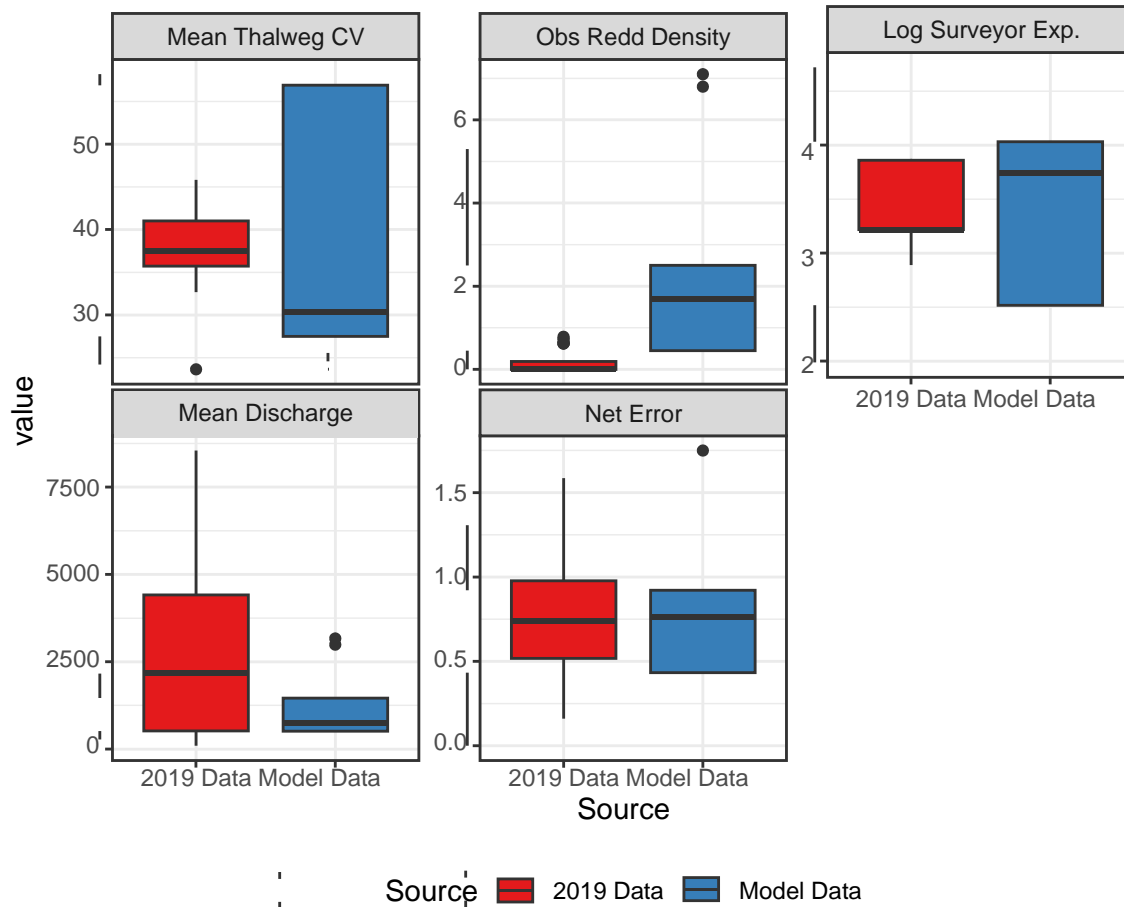 Mean Thalweg CV
Obs Redd Density
Log Surveyor Exp.
50
40
30
6
4
2
0
4
3
2
2019 Data Model Data
value
Mean Discharge
Net Error
7500
5000
2500
0
1.5
1.0
0.5
0.0
2019 Data Model Data
2019 Data Model Data
Source
Source 2019 Data Model Data